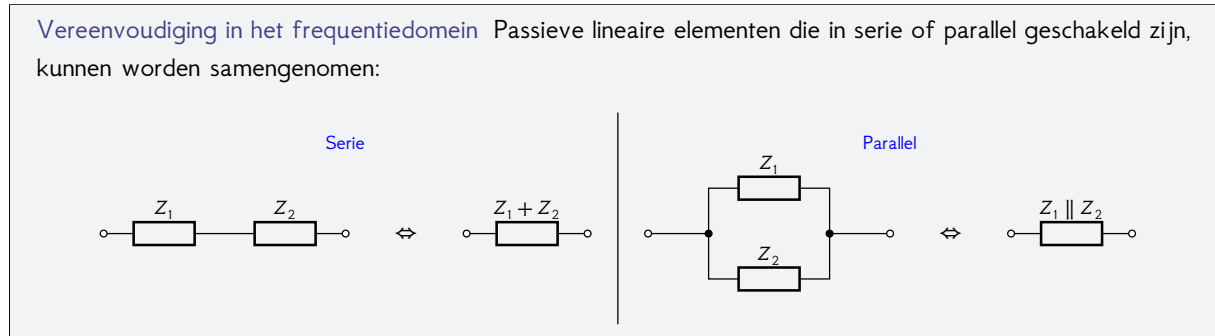 Vereenvoudiging in het frequentiedomein Passieve lineaire elementen die in serie of parallel geschakeld zijn,
kunnen worden samengenomen:
Serie
Z₁
Z₂
⇔
Z₁ + Z₂
Parallel
Z₁
Z₂
⇔
Z₁ ∥ Z₂